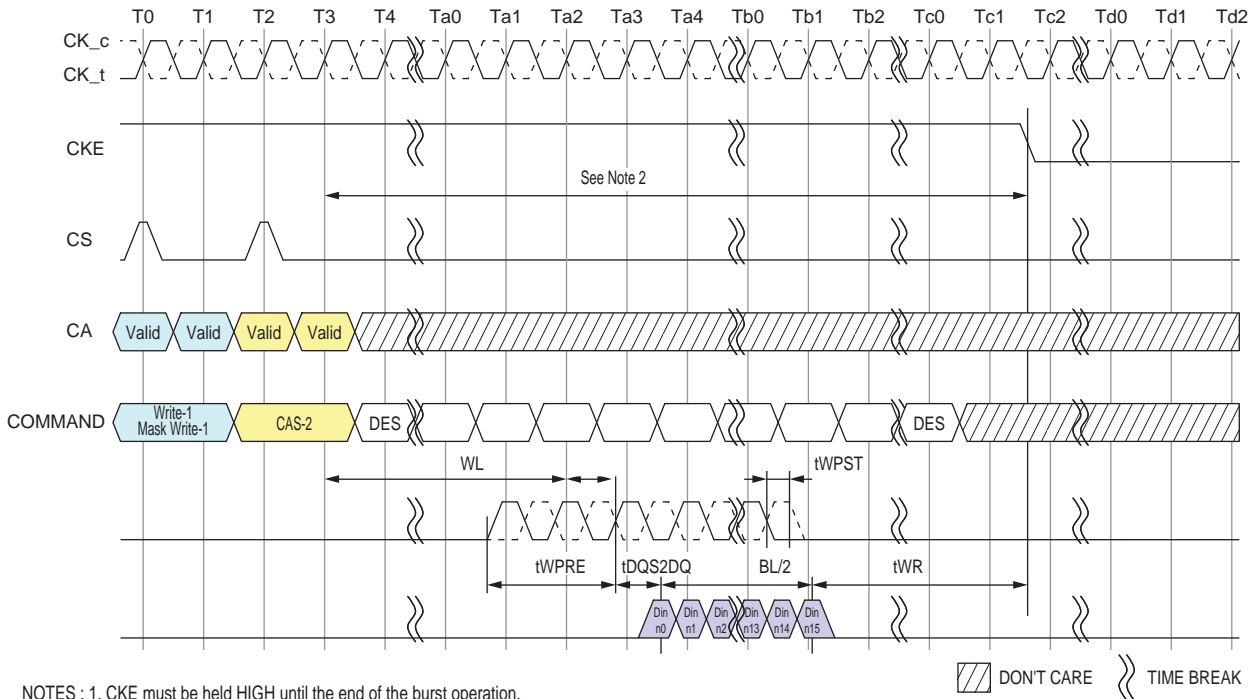 T0 T1 T2 T3 T4 Ta0 Ta1 Ta2 Ta3 Ta4 Tb0 Tb1 Tb2 Tc0 Tc1 Tc2 Td0 Td1 Td2
CK_c
CK_t
CKE
See Note 2
CS
CA Valid Valid Valid Valid
COMMAND Write-1 Mask Write-1 CAS-2 DES DES
WL tWPST
tWPRE tDQS2DQ BL/2 tWR
Din n0 Din n1 Din n2 Din n13 Din n14 Din n15
DON'T CARE TIME BREAK
NOTES : 1. CKE must be held HIGH until the end of the burst operation.